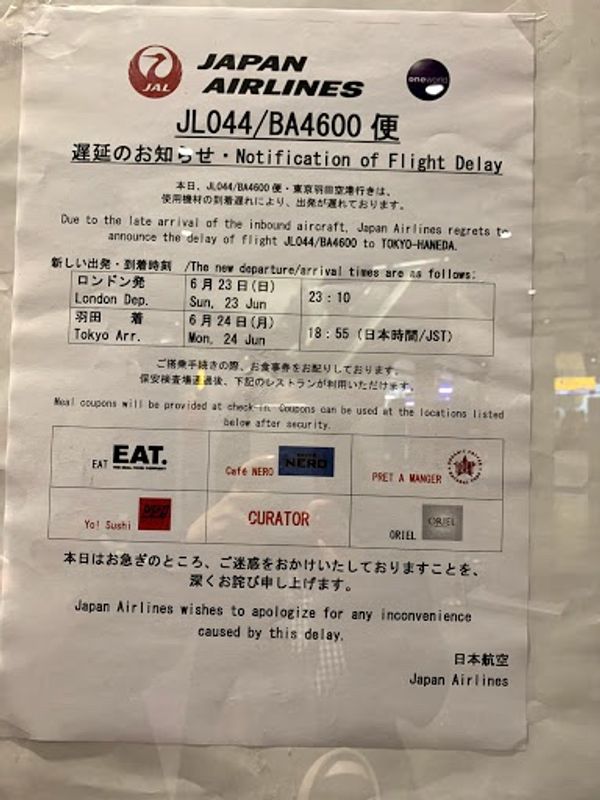 JAL
JAPAN
AIRLINES
oneworld
JL044/BA4600 便
遅延のお知らせ・Notification of Flight Delay
本日、JL044/BA4600 便・東京羽田空港行きは、
使用機材の到着遅れにより、出発が遅れております。
Due to the late arrival of the inbound aircraft, Japan Airlines regrets to
announce the delay of flight JL044/BA4600 to TOKYO-HANEDA.
新しい出発・到着時刻 /The new departure/arrival times are as follows:
ロンドン発 6月23日(日)
London Dep. Sun, 23 Jun 23：10
羽田 着 6月24日(月)
Tokyo Arr. Mon, 24 Jun 18：55 (日本時間/JST)
ご搭乗手続きの際、お食事券をお配りしております。
保安検査場通過後、下記のレストランが利用いただけます。
Meal coupons will be provided at check-in. Coupons can be used at the locations listed
below after security.
EAT EAT. Café NERO NERO PRET A MANGER
Yo! Sushi CURATOR ORIEL ORIEL
本日はお急ぎのところ、ご迷惑をおかけいたしておりますことを、
深くお詫び申し上げます。
Japan Airlines wishes to apologize for any inconvenience
caused by this delay.
日本航空
Japan Airlines